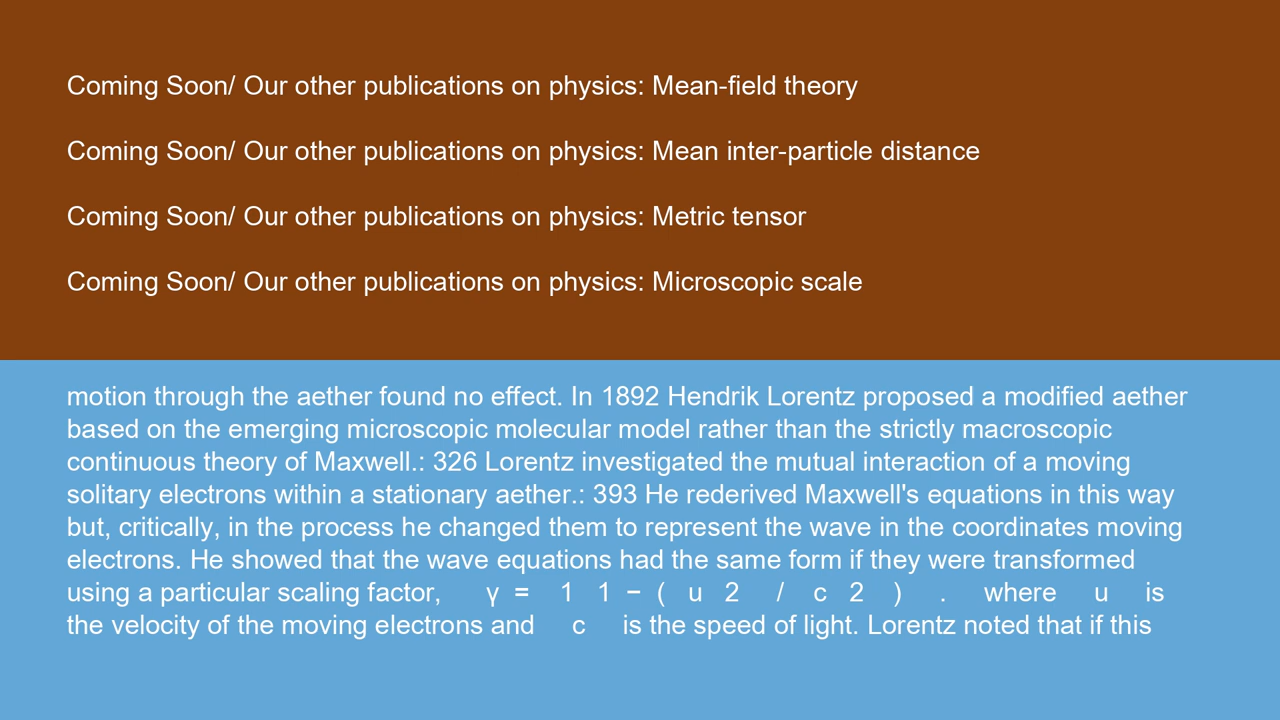 Coming Soon/ Our other publications on physics: Mean-field theory
Coming Soon/ Our other publications on physics: Mean inter-particle distance
Coming Soon/ Our other publications on physics: Metric tensor
Coming Soon/ Our other publications on physics: Microscopic scale
motion through the aether found no effect. In 1892 Hendrik Lorentz proposed a modified aether
based on the emerging microscopic molecular model rather than the strictly macroscopic
continuous theory of Maxwell.: 326 Lorentz investigated the mutual interaction of a moving
solitary electrons within a stationary aether.: 393 He rederived Maxwell's equations in this way
but, critically, in the process he changed them to represent the wave in the coordinates moving
electrons. He showed that the wave equations had the same form if they were transformed
using a particular scaling factor, γ = 1 1 − ( u 2 / c 2 ) . where u is
the velocity of the moving electrons and c is the speed of light. Lorentz noted that if this